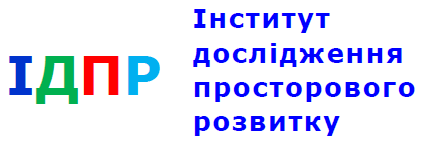 ІДПР
Інститут
дослідження
просторового
розвитку